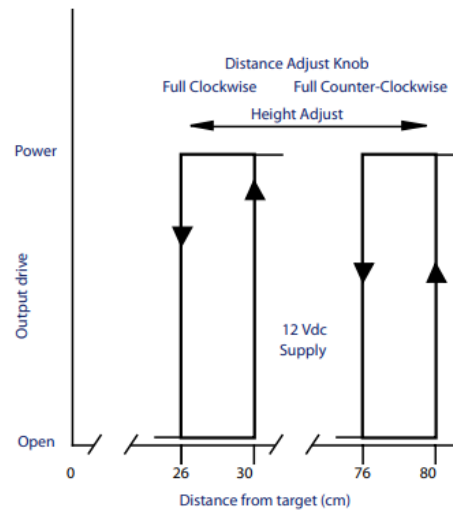 Distance Adjust Knob
Full Clockwise Full Counter-Clockwise
Height Adjust
Power
Output drive
12 Vdc
Supply
Open
0 26 30 76 80
Distance from target (cm)